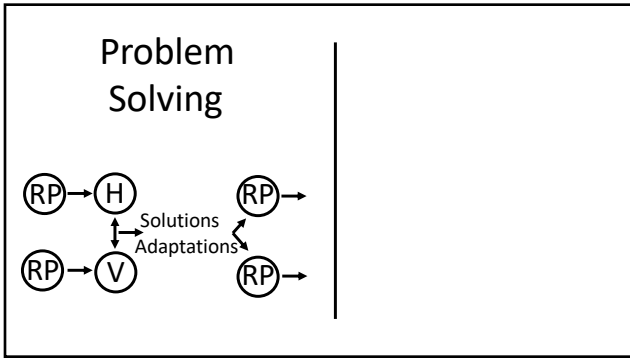 Problem
Solving
RP
H
RP
Solutions
Adaptations
RP
V
RP